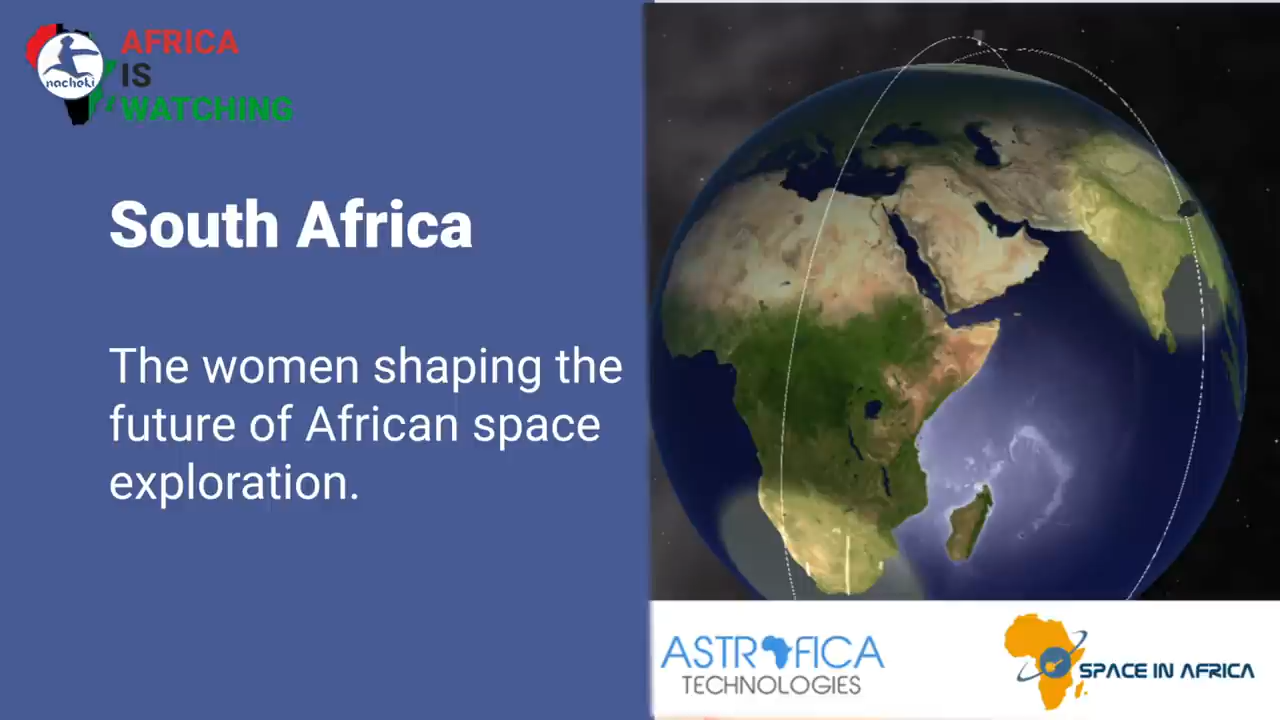 AFRICA
IS
WATCHING
nacheki
South Africa
The women shaping the
future of African space
exploration.
ASTROFICA
TECHNOLOGIES
SPACE IN AFRICA